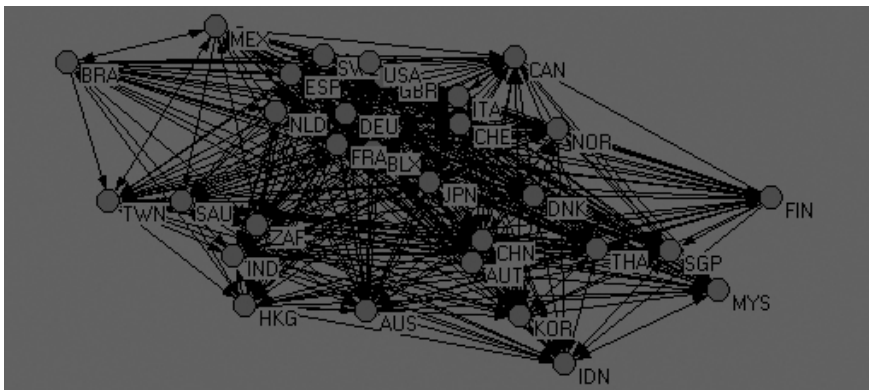 MEX
BRA
SW
USA
CAN
ESP
GBR
ITA
NLD
DEU
CHE
NOR
FRA
BLX
JPN
DNK
FIN
TWN
SAU
ZAF
CHN
THA
SGP
IND
AUT
MYS
HKG
AUS
KOR
IDN